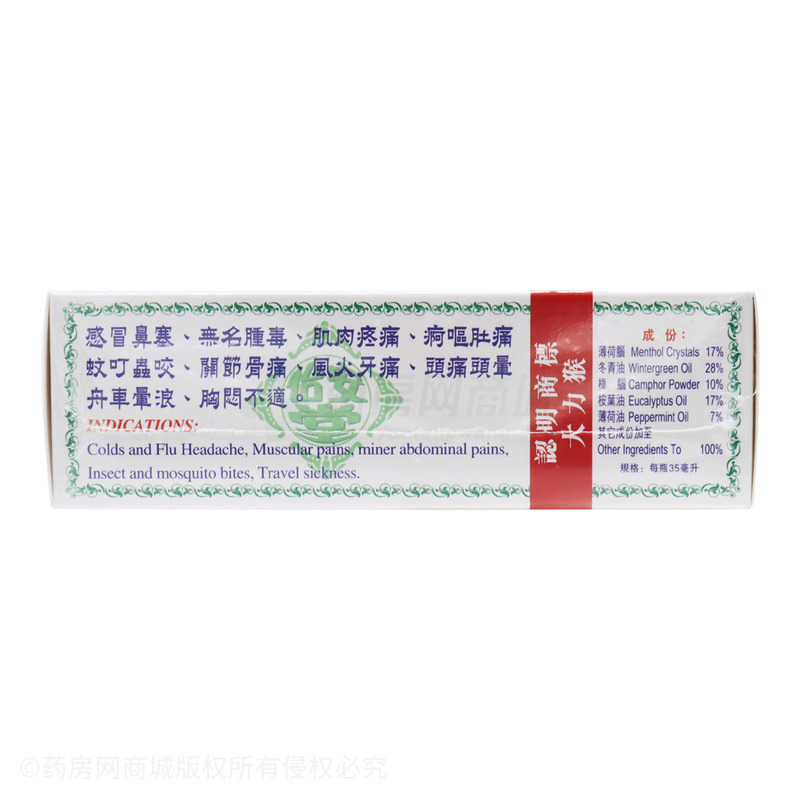 感冒鼻塞、無名腫毒、肌肉疼痛、痾嘔肚痛
蚊叮蟲咬、關節骨痛、風火牙痛、頭痛頭暈
舟車暈浪、胸悶不適。
INDICATIONS:
Colds and Flu Headache, Muscular pains, miner abdominal pains,
Insect and mosquito bites, Travel sickness.
認明商標
大力猴
成份：
薄荷腦 Menthol Crystals 17%
冬青油 Wintergreen Oil 28%
樟腦 Camphor Powder 10%
桉葉油 Eucalyptus Oil 17%
薄荷油 Peppermint Oil 7%
其它成份加至
Other Ingredients To 100%
規格：每瓶35毫升
©药房网商城版权所有侵权必究